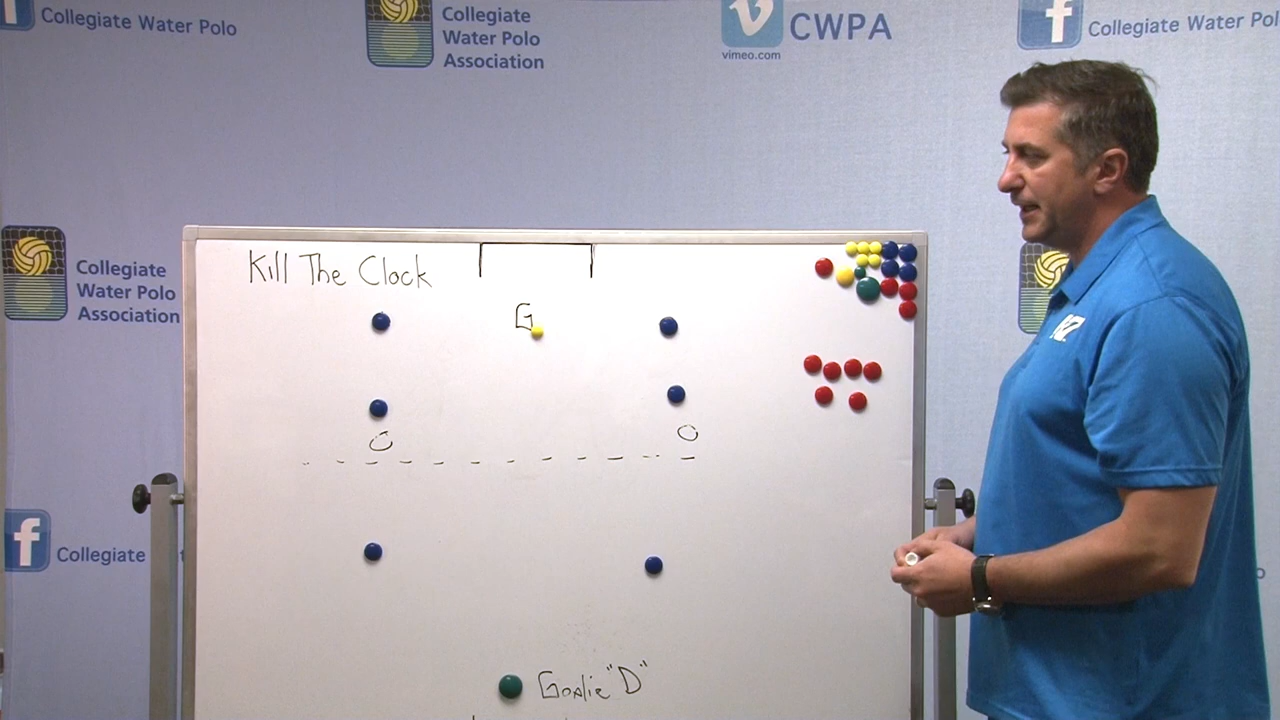 Collegiate Water Polo
Collegiate
Water Polo
Association
vimeo.com
CWPA
f
Collegiate Water Pol
Kill The Clock
G
Collegiate
Water Polo
Association
O
O
f
Collegiate
Goalie "D"